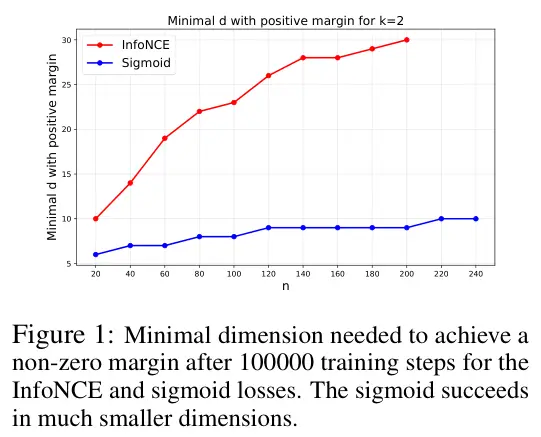 Minimal d with positive margin for k=2
InfoNCE
Sigmoid
Minimal d with positive margin
30
25
20
15
10
5
20 40 60 80 100 120 140 160 180 200 220 240
n
Figure 1: Minimal dimension needed to achieve a
non-zero margin after 100000 training steps for the
InfoNCE and sigmoid losses. The sigmoid succeeds
in much smaller dimensions.